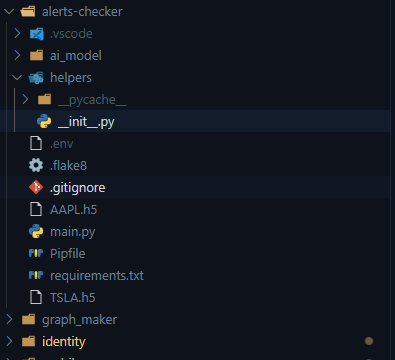 alerts-checker
.vscode
ai_model
helpers
__pycache__
__init__.py
.env
.flake8
.gitignore
AAPL.h5
main.py
Pipfile
requirements.txt
TSLA.h5
graph_maker
identity